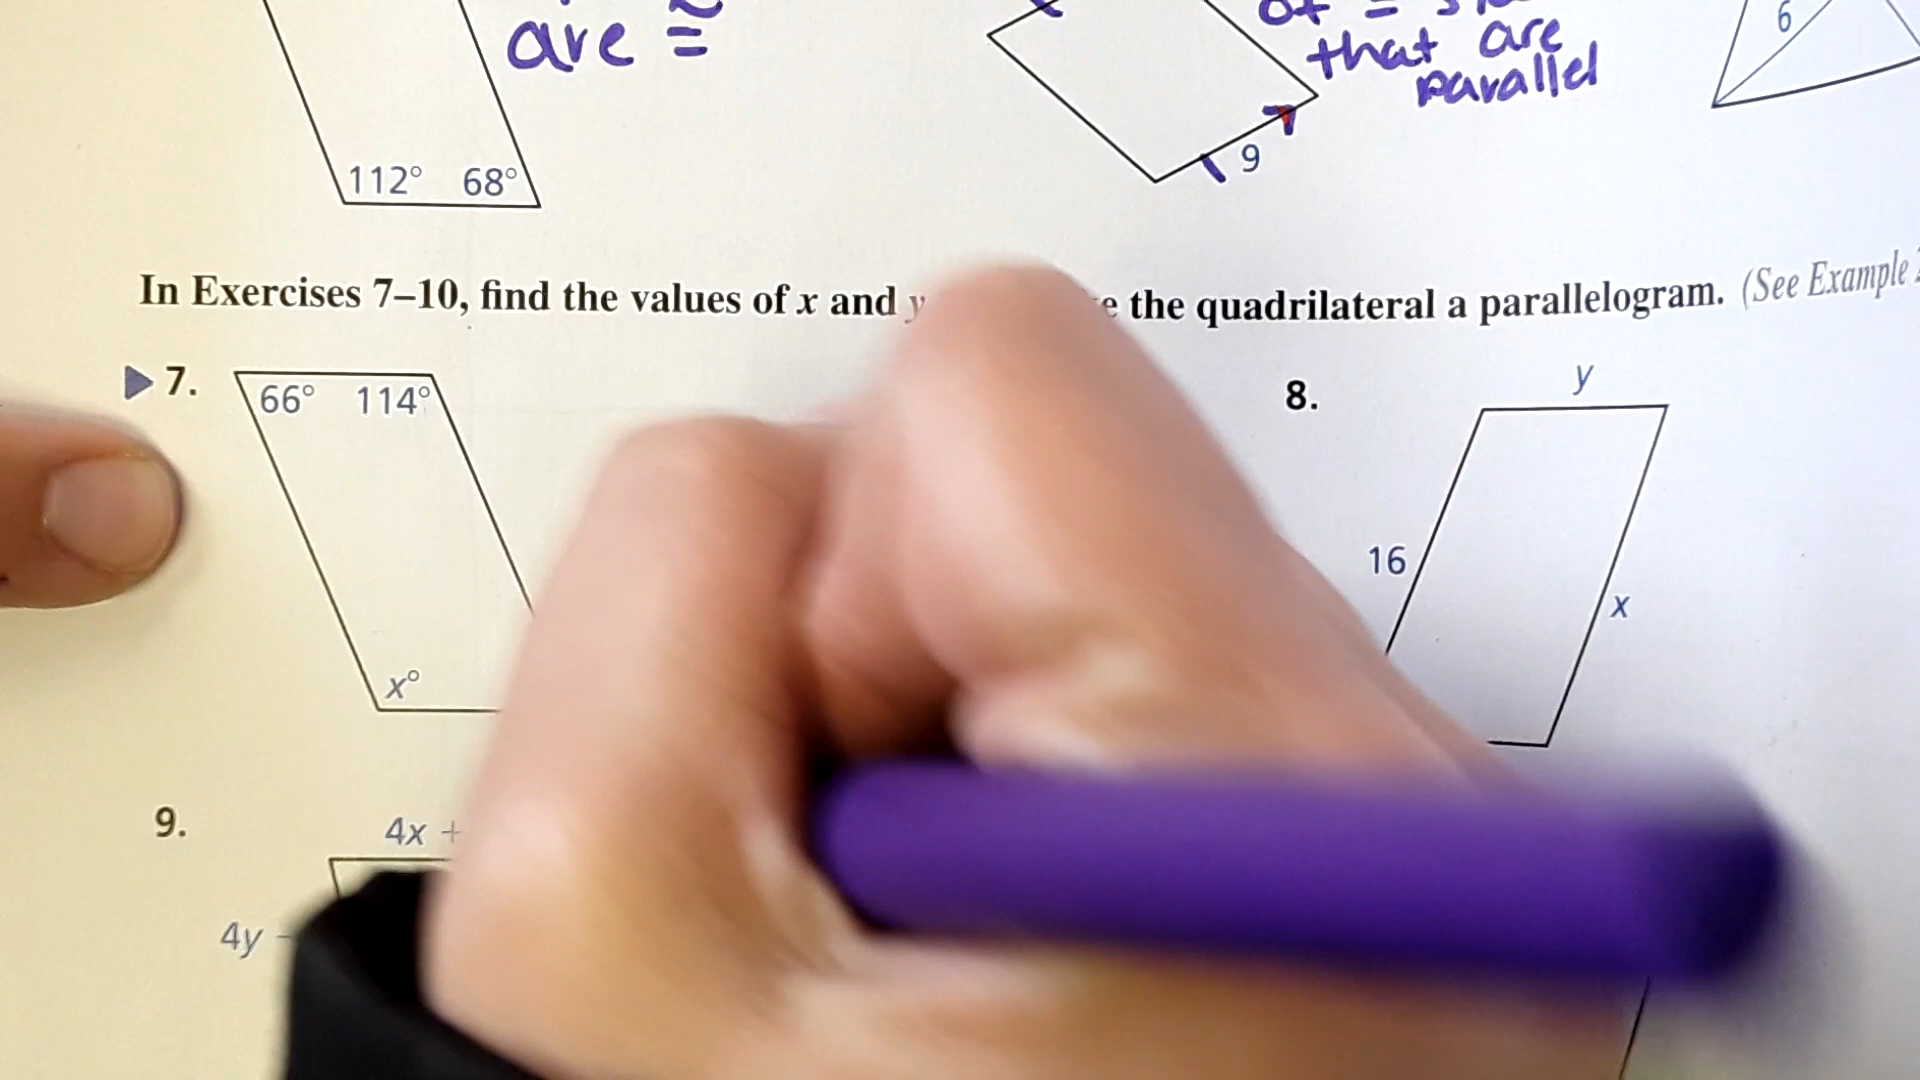 are ≅
that are
parallel
6
112° 68°
9
In Exercises 7–10, find the values of x and y the quadrilateral a parallelogram. (See Example
7.
66° 114°
x°
8.
y
16
x
9.
4x +
4y –